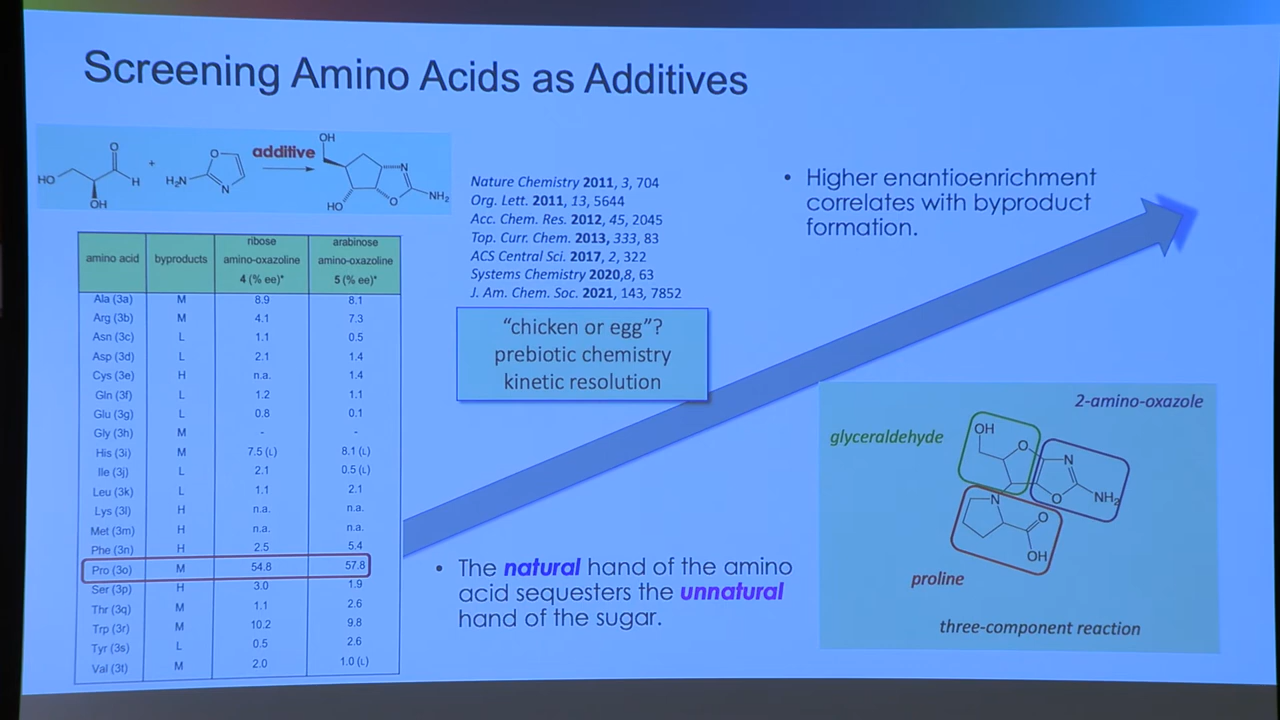 Screening Amino Acids as Additives
HO
OH
O
H
+
H₂N
O
N
additive
OH
HO
N
O
NH₂
amino acid byproducts ribose amino-oxazoline 4 (% ee)* arabinose amino-oxazoline 5 (% ee)*
Ala (3a) M 8.9 8.1
Arg (3b) M 4.1 7.3
Asn (3c) L 1.1 0.5
Asp (3d) L 2.1 1.4
Cys (3e) H n.a. 1.4
Gln (3f) L 1.2 1.1
Glu (3g) L 0.8 0.1
Gly (3h) M - -
His (3i) M 7.5 (L) 8.1 (L)
Ile (3j) L 2.1 0.5 (L)
Leu (3k) L 1.1 2.1
Lys (3l) H n.a. n.a.
Met (3m) H n.a. n.a.
Phe (3n) H 2.5 5.4
Pro (3o) M 54.8 57.8
Ser (3p) H 3.0 1.9
Thr (3q) M 1.1 2.6
Trp (3r) M 10.2 9.8
Tyr (3s) L 0.5 2.6
Val (3t) M 2.0 1.0 (L)
Nature Chemistry 2011, 3, 704
Org. Lett. 2011, 13, 5644
Acc. Chem. Res. 2012, 45, 2045
Top. Curr. Chem. 2013, 333, 83
ACS Central Sci. 2017, 2, 322
Systems Chemistry 2020,8, 63
J. Am. Chem. Soc. 2021, 143, 7852
"chicken or egg"?
prebiotic chemistry
kinetic resolution
• Higher enantioenrichment
correlates with byproduct
formation.
• The natural hand of the amino
acid sequesters the unnatural
hand of the sugar.
2-amino-oxazole
glyceraldehyde
OH
O
N
O
NH₂
N
O
OH
proline
three-component reaction